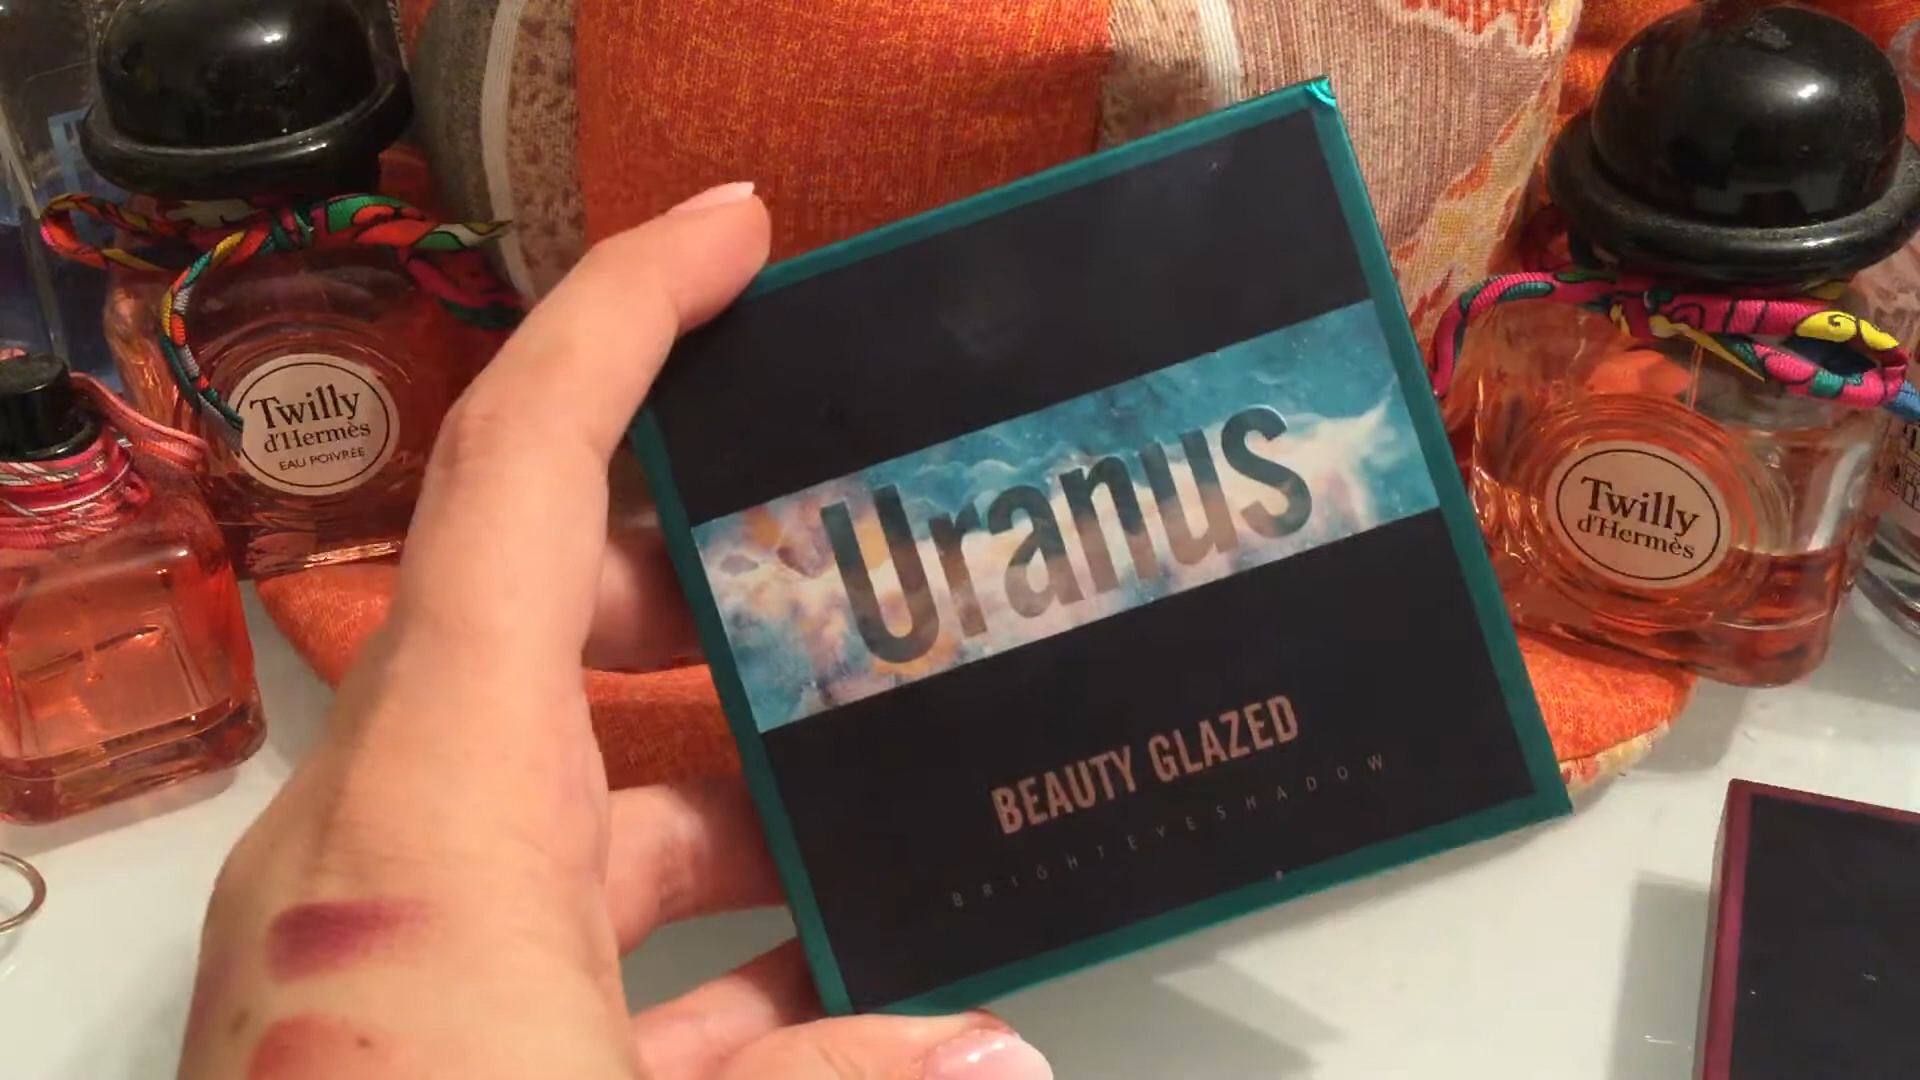 Twilly
d'Hermès
EAU POIVRÉE
Uranus
BEAUTY GLAZED
BRIGHTEYESHADOW
Twilly
d'Hermès